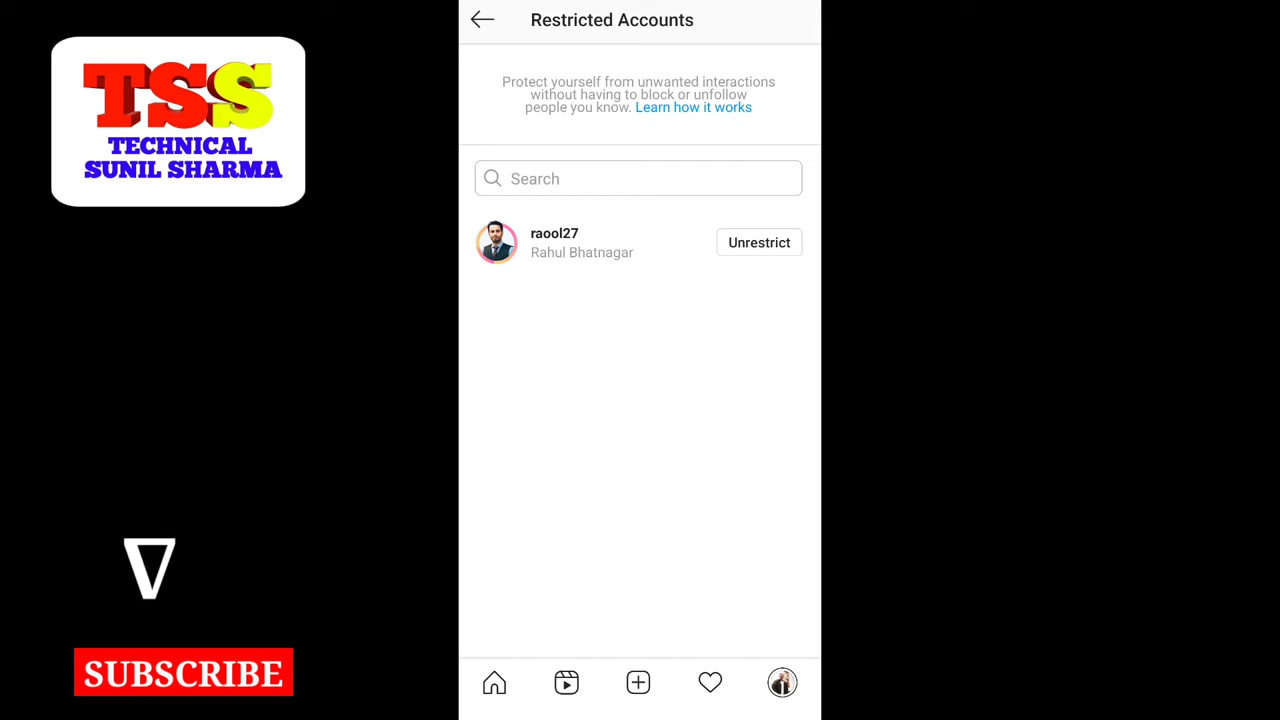 TSS
TECHNICAL
SUNIL SHARMA
SUBSCRIBE
Restricted Accounts
Protect yourself from unwanted interactions
without having to block or unfollow
people you know. Learn how it works
Search
raool27
Rahul Bhatnagar
Unrestrict